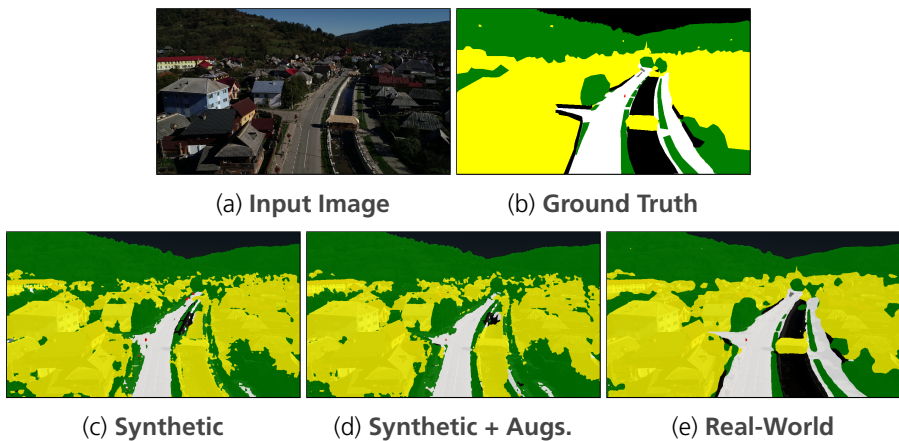 (a) Input Image
(b) Ground Truth
(c) Synthetic
(d) Synthetic + Augs.
(e) Real-World